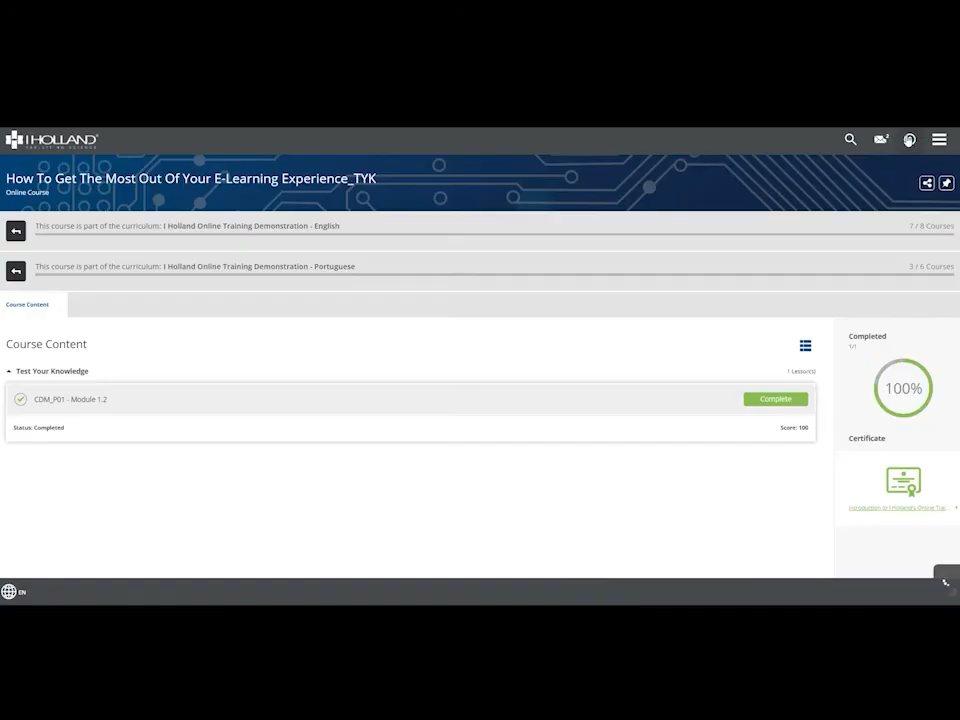 I HOLLAND
TABLETTING SCIENCE
2
How To Get The Most Out Of Your E-Learning Experience_TYK
Online Course
This course is part of the curriculum: I Holland Online Training Demonstration - English
7 / 8 Courses
This course is part of the curriculum: I Holland Online Training Demonstration - Portuguese
3 / 6 Courses
Course Content
Course Content
Test Your Knowledge
1 Lesson(s)
CDM_P01 - Module 1.2
Complete
Status: Completed
Score: 100
Completed
1/1
100%
Certificate
Introduction to I Holland's Online Trai...
EN